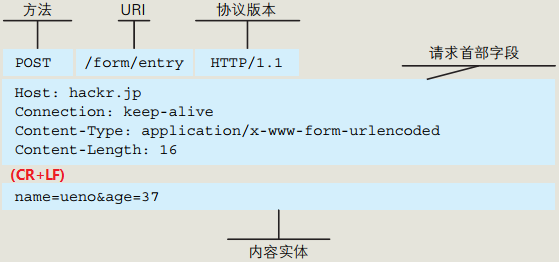 方法 URI 协议版本
请求首部字段
POST /form/entry HTTP/1.1
Host: hackr.jp
Connection: keep-alive
Content-Type: application/x-www-form-urlencoded
Content-Length: 16
(CR+LF)
name=ueno&age=37
内容实体